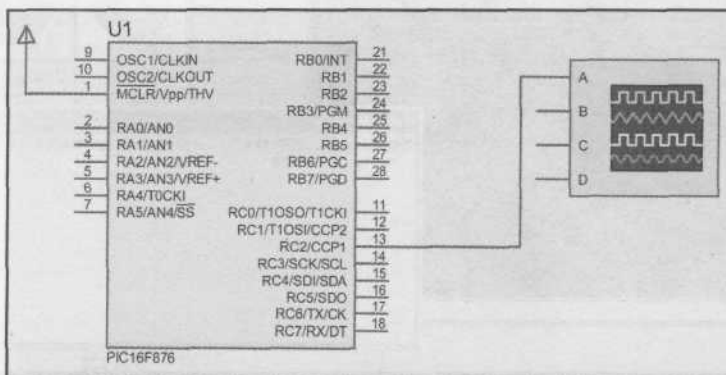 U1
9 OSC1/CLKIN
10 OSC2/CLKOUT
1 MCLR/Vpp/THV
2 RA0/AN0
3 RA1/AN1
4 RA2/AN2/VREF-
5 RA3/AN3/VREF+
6 RA4/T0CKI
7 RA5/AN4/SS
RB0/INT 21
RB1 22
RB2 23
RB3/PGM 24
RB4 25
RB5 26
RB6/PGC 27
RB7/PGD 28
RC0/T1OSO/T1CKI 11
RC1/T1OSI/CCP2 12
RC2/CCP1 13
RC3/SCK/SCL 14
RC4/SDI/SDA 15
RC5/SDO 16
RC6/TX/CK 17
RC7/RX/DT 18
PIC16F876
A
B
C
D